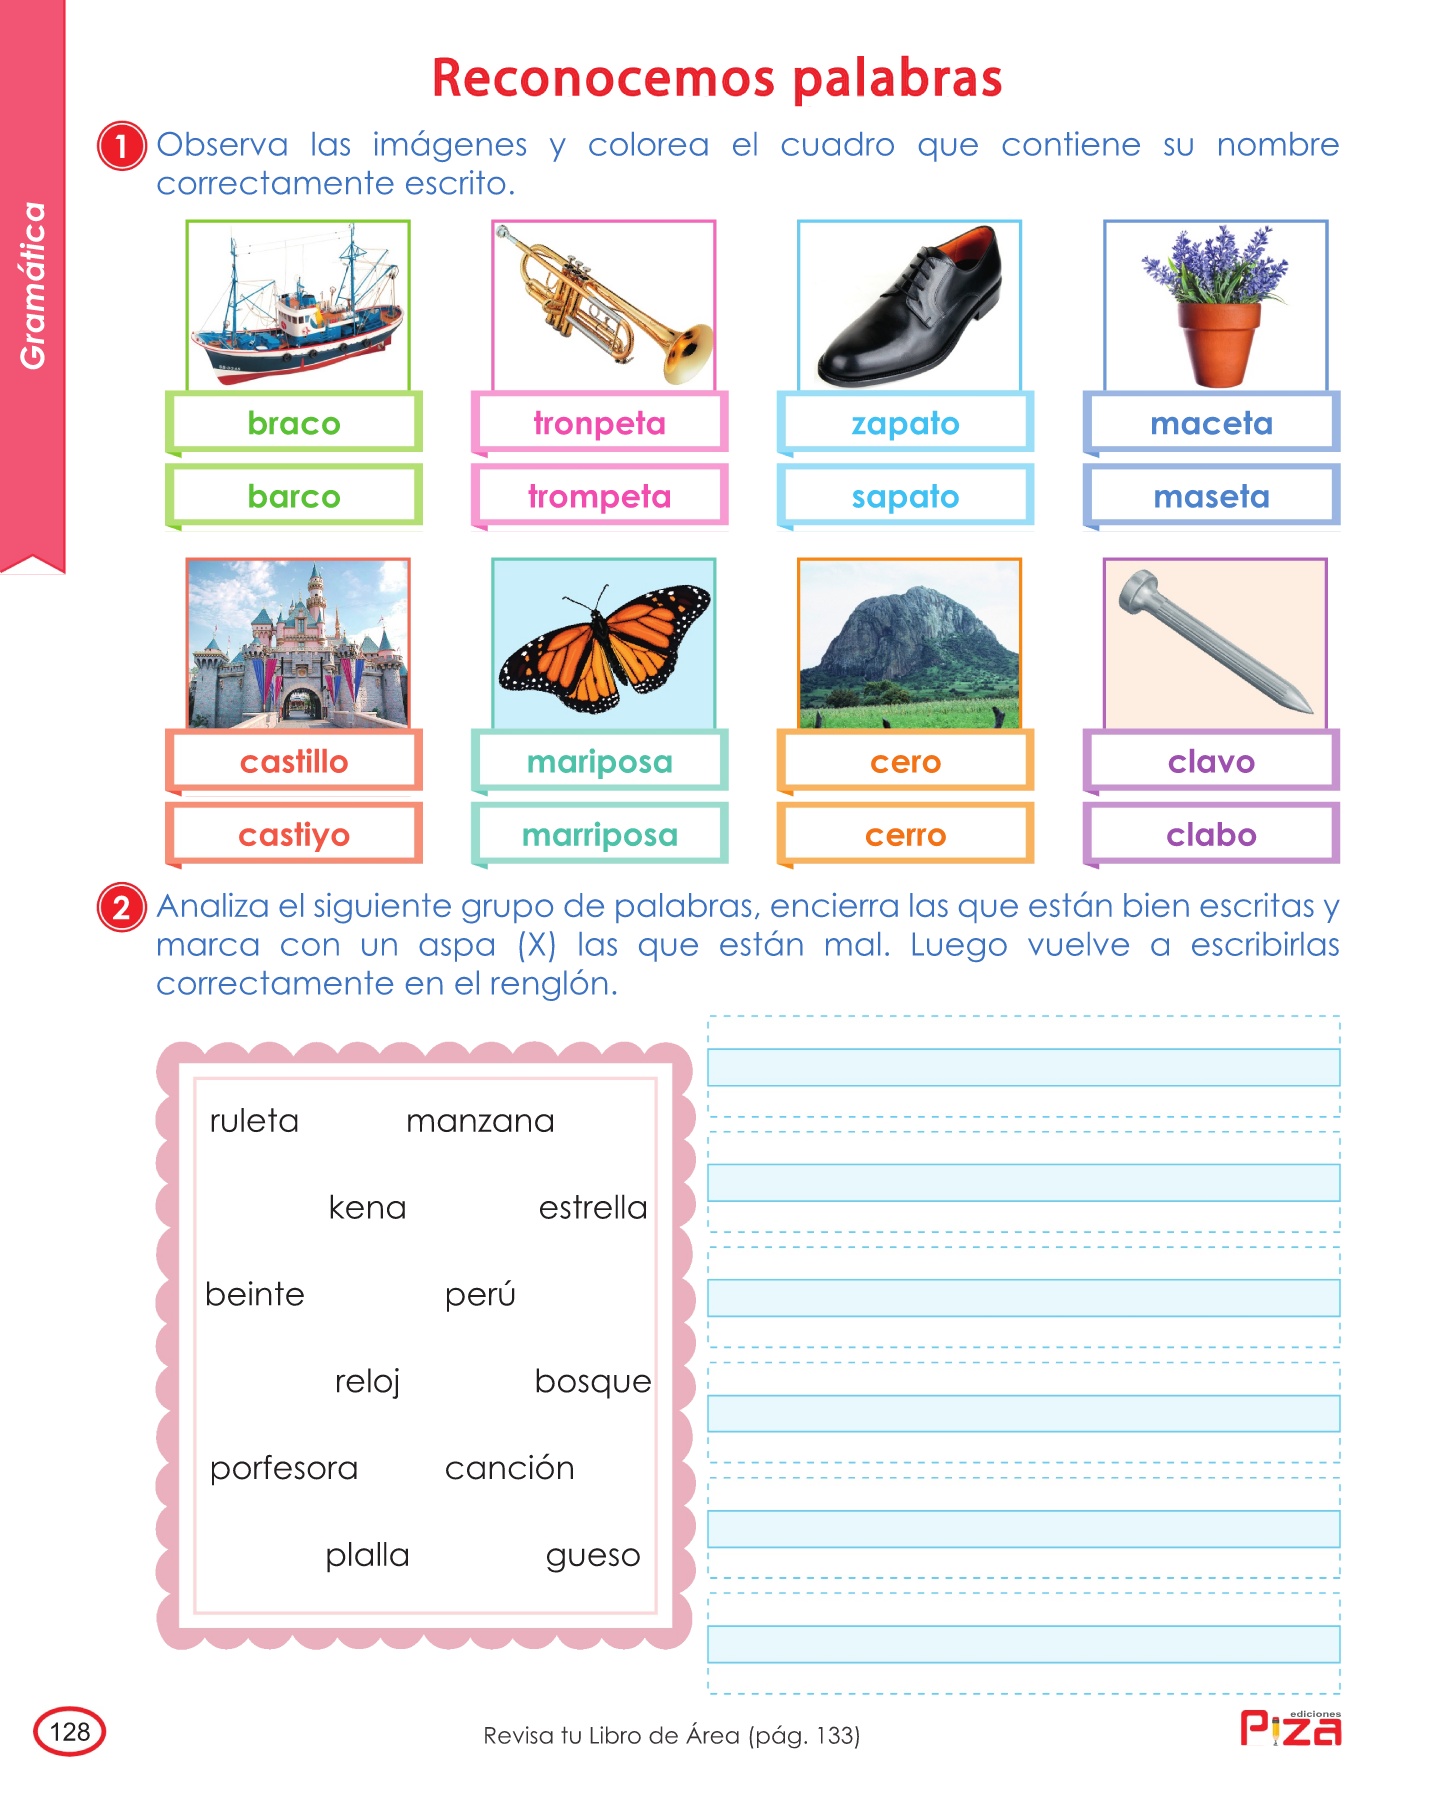 Reconocemos palabras
Gramática
1 Observa las imágenes y colorea el cuadro que contiene su nombre
correctamente escrito.
braco tronpeta zapato maceta
barco trompeta sapato maseta
castillo mariposa cero clavo
castiyo marriposa cerro clabo
2 Analiza el siguiente grupo de palabras, encierra las que están bien escritas y
marca con un aspa (X) las que están mal. Luego vuelve a escribirlas
correctamente en el renglón.
ruleta manzana
kena estrella
beinte perú
reloj bosque
porfesora canción
plalla gueso
128
Revisa tu Libro de Área (pág. 133)
ediciones
Piza